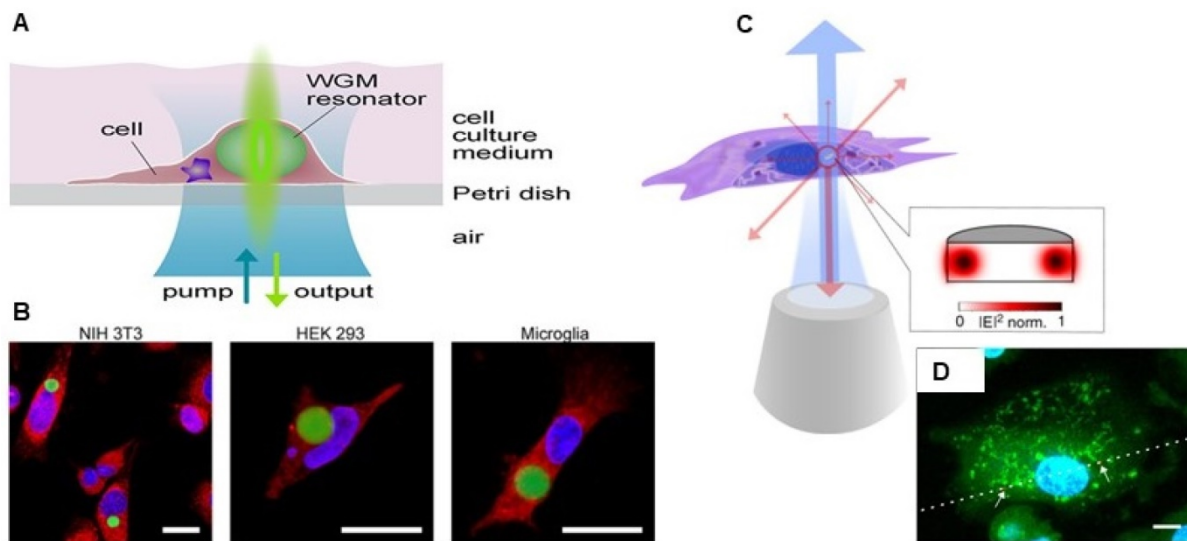 A
WGM
resonator
cell
cell
culture
medium
Petri dish
air
pump
output
B
NIH 3T3
HEK 293
Microglia
C
0
1
|E|² norm.
D